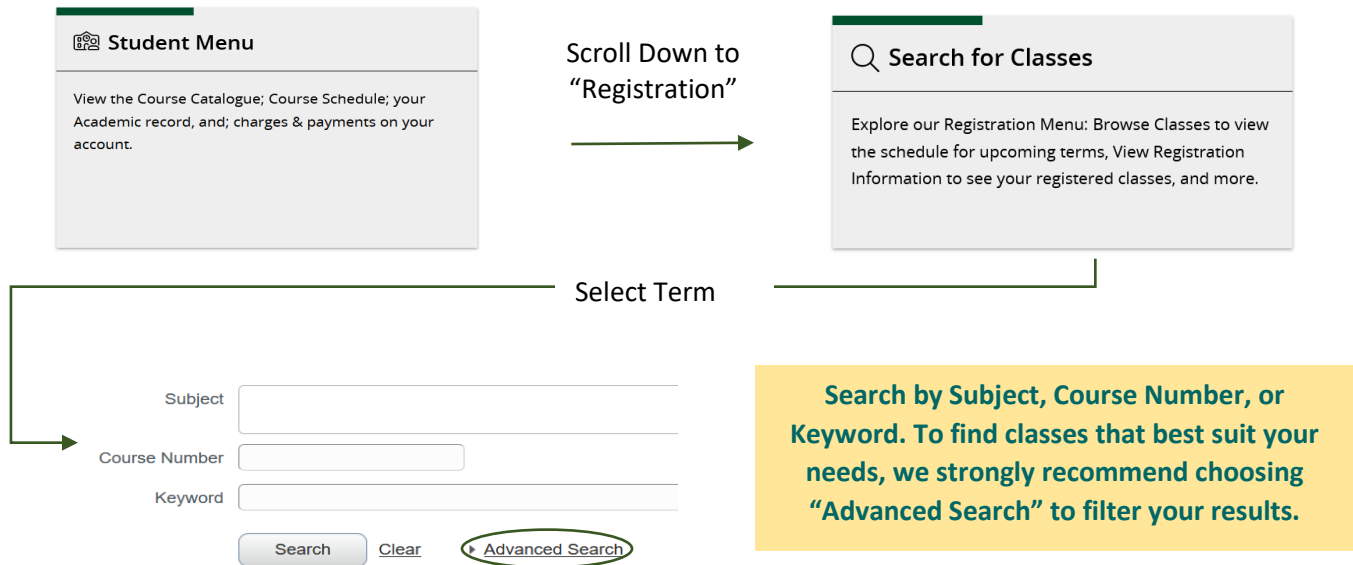 Student Menu
View the Course Catalogue; Course Schedule; your
Academic record, and; charges & payments on your
account.
Scroll Down to
“Registration”
Search for Classes
Explore our Registration Menu: Browse Classes to view
the schedule for upcoming terms, View Registration
Information to see your registered classes, and more.
Select Term
Subject
Course Number
Keyword
Search Clear Advanced Search
Search by Subject, Course Number, or
Keyword. To find classes that best suit your
needs, we strongly recommend choosing
“Advanced Search” to filter your results.